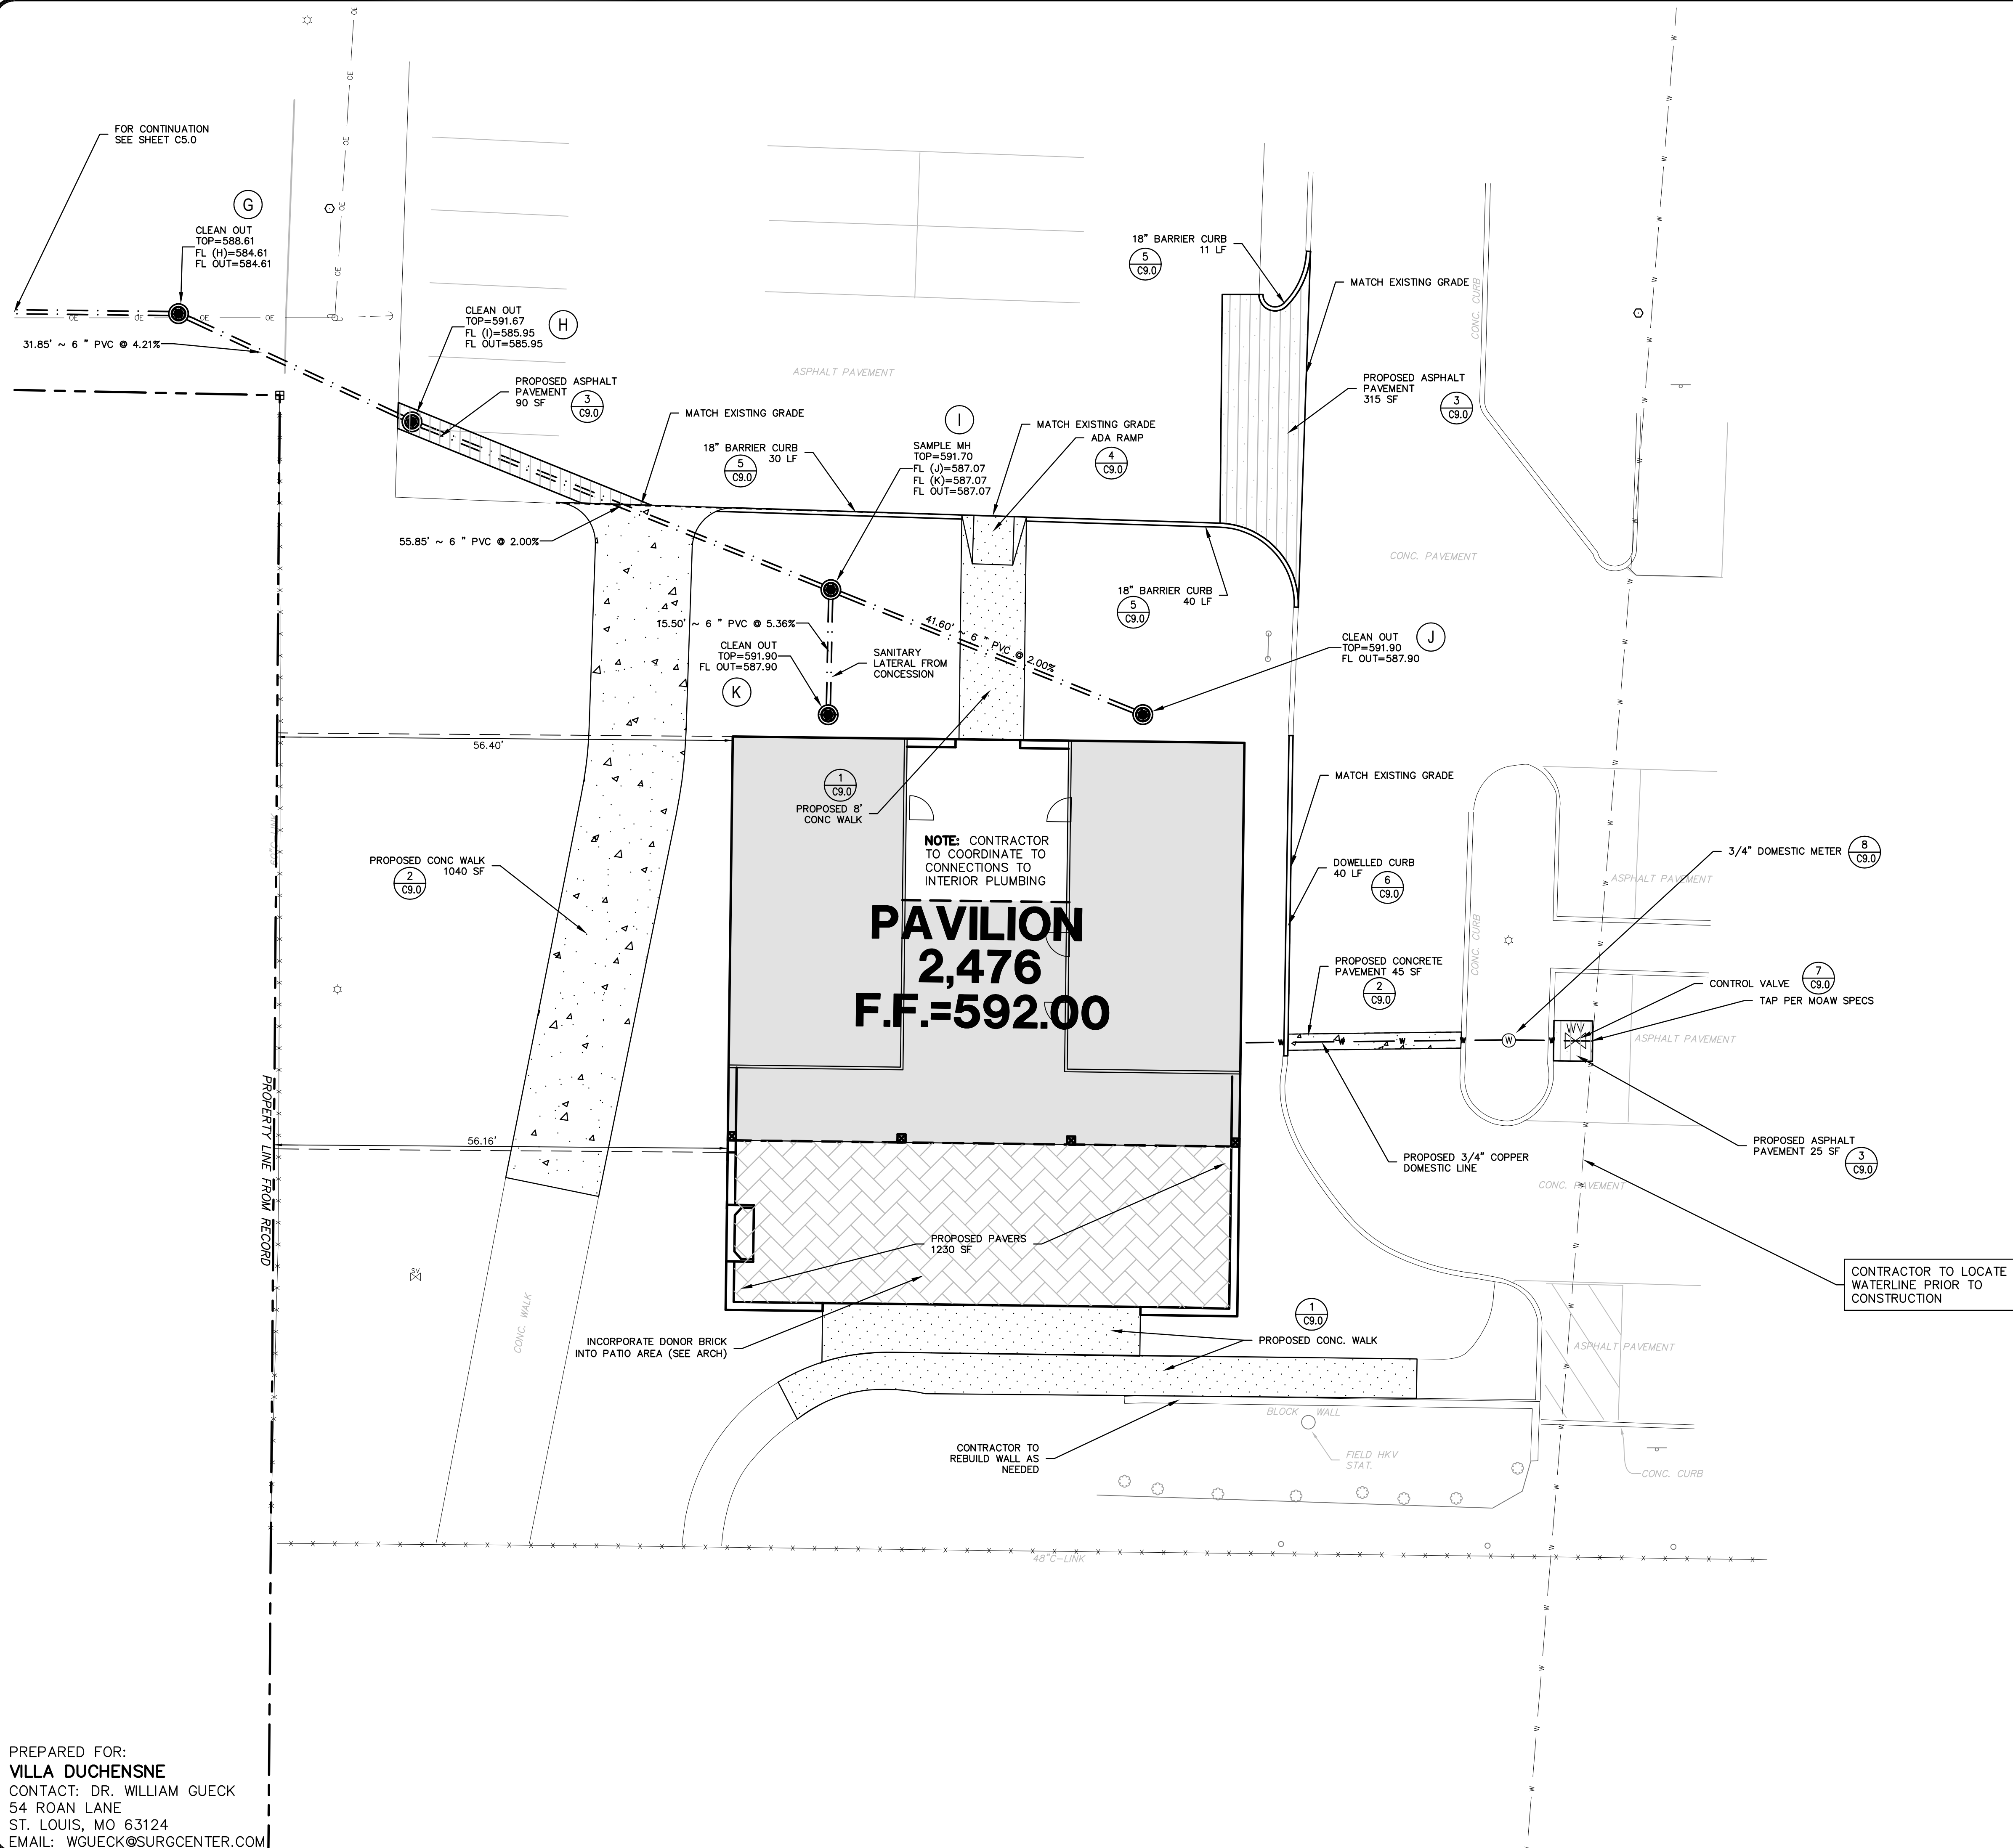 OE
OE
OE
OE
OE
OE
OE
OE
OE
OE
FOR CONTINUATION
SEE SHEET C5.0
G
CLEAN OUT
TOP=588.61
FL (H)=584.61
FL OUT=584.61
31.85' ~ 6 " PVC @ 4.21%
CLEAN OUT
TOP=591.67
FL (I)=585.95
FL OUT=585.95
H
PROPOSED ASPHALT
PAVEMENT
90 SF
3
C9.0
MATCH EXISTING GRADE
ASPHALT PAVEMENT
18" BARRIER CURB
11 LF
5
C9.0
MATCH EXISTING GRADE
CONC. CURB
PROPOSED ASPHALT
PAVEMENT
315 SF
3
C9.0
18" BARRIER CURB
30 LF
5
C9.0
I
SAMPLE MH
TOP=591.70
FL (J)=587.07
FL (K)=587.07
FL OUT=587.07
MATCH EXISTING GRADE
ADA RAMP
4
C9.0
55.85' ~ 6 " PVC @ 2.00%
CONC. PAVEMENT
18" BARRIER CURB
40 LF
5
C9.0
15.50' ~ 6 " PVC @ 5.36%
CLEAN OUT
TOP=591.90
FL OUT=587.90
K
SANITARY
LATERAL FROM
CONCESSION
41.60' ~ 6 " PVC @ 2.00%
CLEAN OUT
TOP=591.90
FL OUT=587.90
J
56.40'
1
C9.0
PROPOSED 8'
CONC WALK
MATCH EXISTING GRADE
NOTE: CONTRACTOR
TO COORDINATE TO
CONNECTIONS TO
INTERIOR PLUMBING
PROPOSED CONC WALK
1040 SF
2
C9.0
DOWELLED CURB
40 LF
6
C9.0
3/4" DOMESTIC METER
8
C9.0
ASPHALT PAVEMENT
PAVILION
2,476
F.F.=592.00
CONC. CURB
PROPOSED CONCRETE
PAVEMENT 45 SF
2
C9.0
CONTROL VALVE
7
C9.0
TAP PER MOAW SPECS
WV
W
ASPHALT PAVEMENT
PROPERTY LINE FROM RECORD
56.16'
PROPOSED 3/4" COPPER
DOMESTIC LINE
PROPOSED ASPHALT
PAVEMENT 25 SF
3
C9.0
CONC. PAVEMENT
PROPOSED PAVERS
1230 SF
SV
CONTRACTOR TO LOCATE
WATERLINE PRIOR TO
CONSTRUCTION
CONC. WALK
INCORPORATE DONOR BRICK
INTO PATIO AREA (SEE ARCH)
1
C9.0
PROPOSED CONC. WALK
ASPHALT PAVEMENT
BLOCK WALL
CONTRACTOR TO
REBUILD WALL AS
NEEDED
FIELD HKV
STAT.
CONC. CURB
48"C-LINK
PREPARED FOR:
VILLA DUCHENSNE
CONTACT: DR. WILLIAM GUECK
54 ROAN LANE
ST. LOUIS, MO 63124
EMAIL: WGUECK@SURGCENTER.COM